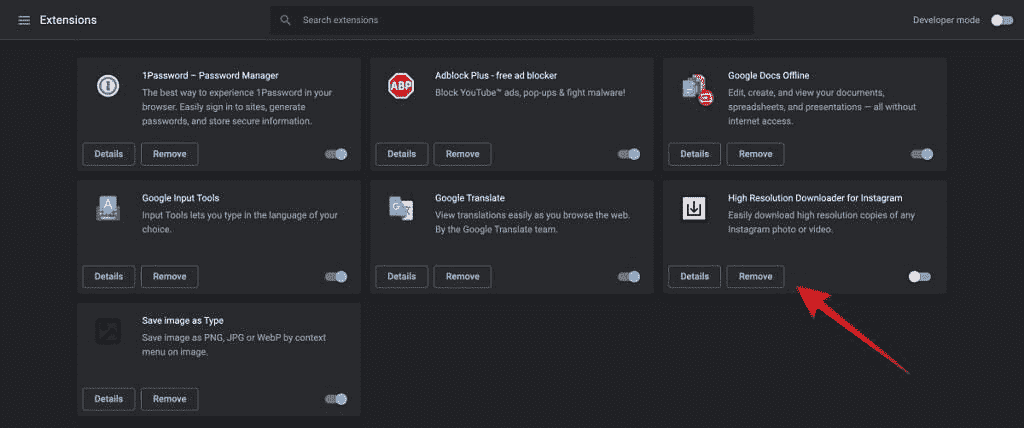 Extensions
Search extensions
Developer mode
1Password – Password Manager
The best way to experience 1Password in your
browser. Easily sign in to sites, generate
passwords, and store secure information.
Details
Remove
ABP
Adblock Plus - free ad blocker
Block YouTube™ ads, pop-ups & fight malware!
Details
Remove
Google Docs Offline
Edit, create, and view your documents,
spreadsheets, and presentations — all without
internet access.
Details
Remove
A
Google Input Tools
Input Tools lets you type in the language of your
choice.
Details
Remove
G
Google Translate
View translations easily as you browse the web.
By the Google Translate team.
Details
Remove
High Resolution Downloader for Instagram
Easily download high resolution copies of any
Instagram photo or video.
Details
Remove
Save image as Type
Save image as PNG, JPG or WebP by context
menu on image.
Details
Remove